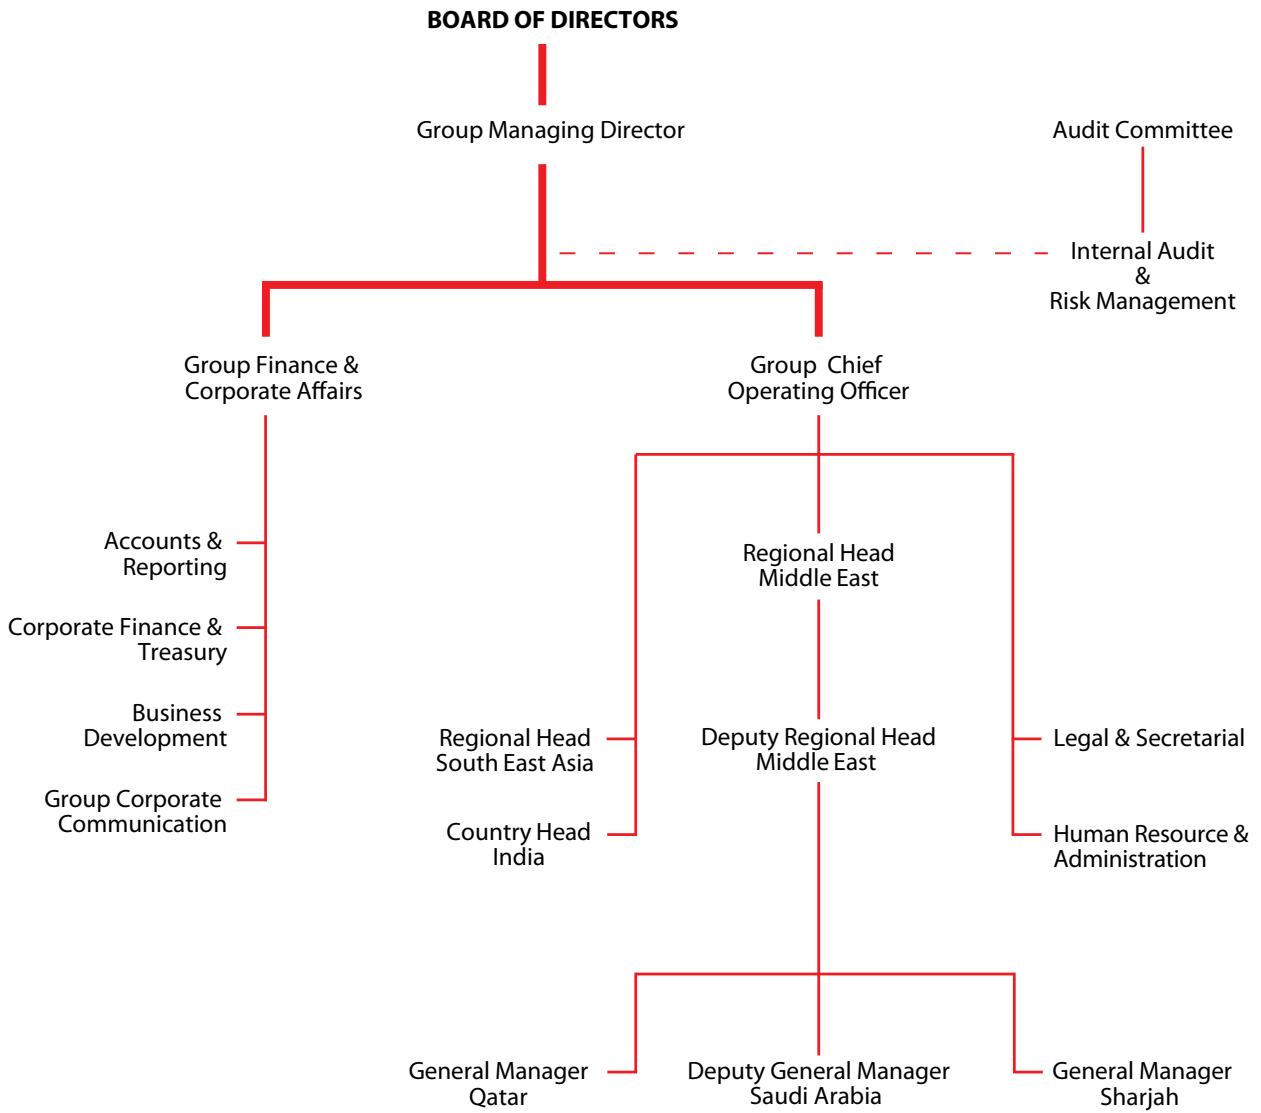 BOARD OF DIRECTORS
Group Managing Director
Audit Committee
Internal Audit
&
Risk Management
Group Finance &
Corporate Affairs
Group Chief
Operating Officer
Accounts &
Reporting
Corporate Finance &
Treasury
Business
Development
Group Corporate
Communication
Regional Head
Middle East
Regional Head
South East Asia
Deputy Regional Head
Middle East
Legal & Secretarial
Country Head
India
Human Resource &
Administration
General Manager
Qatar
Deputy General Manager
Saudi Arabia
General Manager
Sharjah